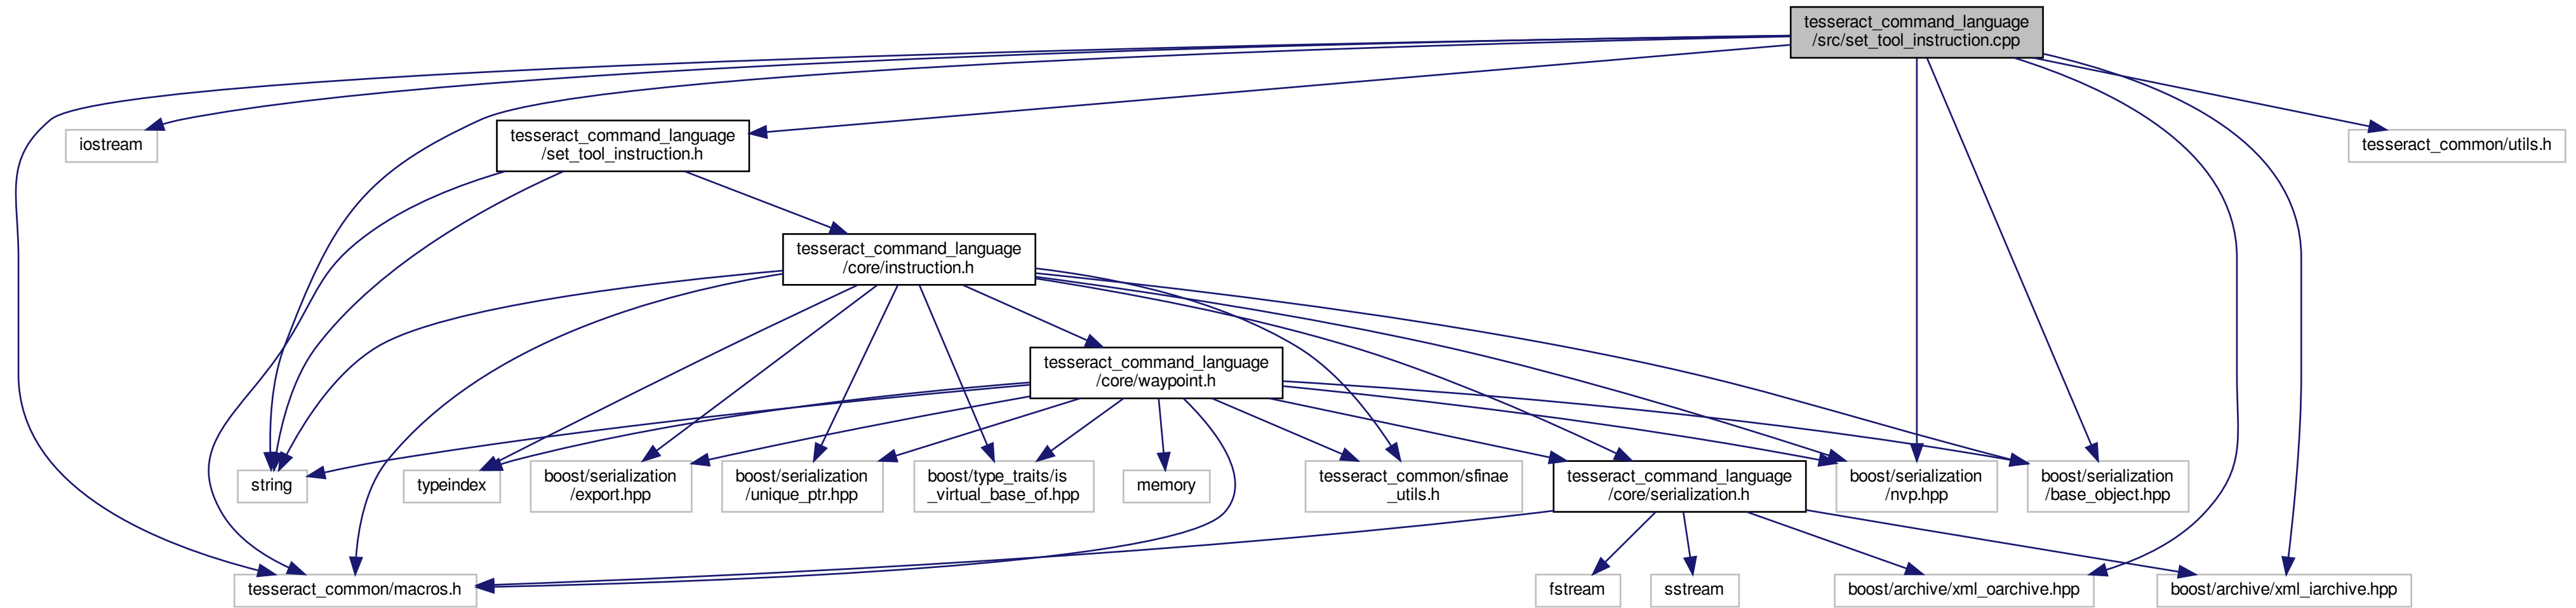 tesseract_command_language
/src/set_tool_instruction.cpp
iostream
tesseract_command_language
/set_tool_instruction.h
tesseract_common/utils.h
tesseract_command_language
/core/instruction.h
tesseract_command_language
/core/waypoint.h
string
typeindex
boost/serialization
/export.hpp
boost/serialization
/unique_ptr.hpp
boost/type_traits/is
_virtual_base_of.hpp
memory
tesseract_common/sfinae
_utils.h
tesseract_command_language
/core/serialization.h
boost/serialization
/nvp.hpp
boost/serialization
/base_object.hpp
tesseract_common/macros.h
fstream
sstream
boost/archive/xml_oarchive.hpp
boost/archive/xml_iarchive.hpp